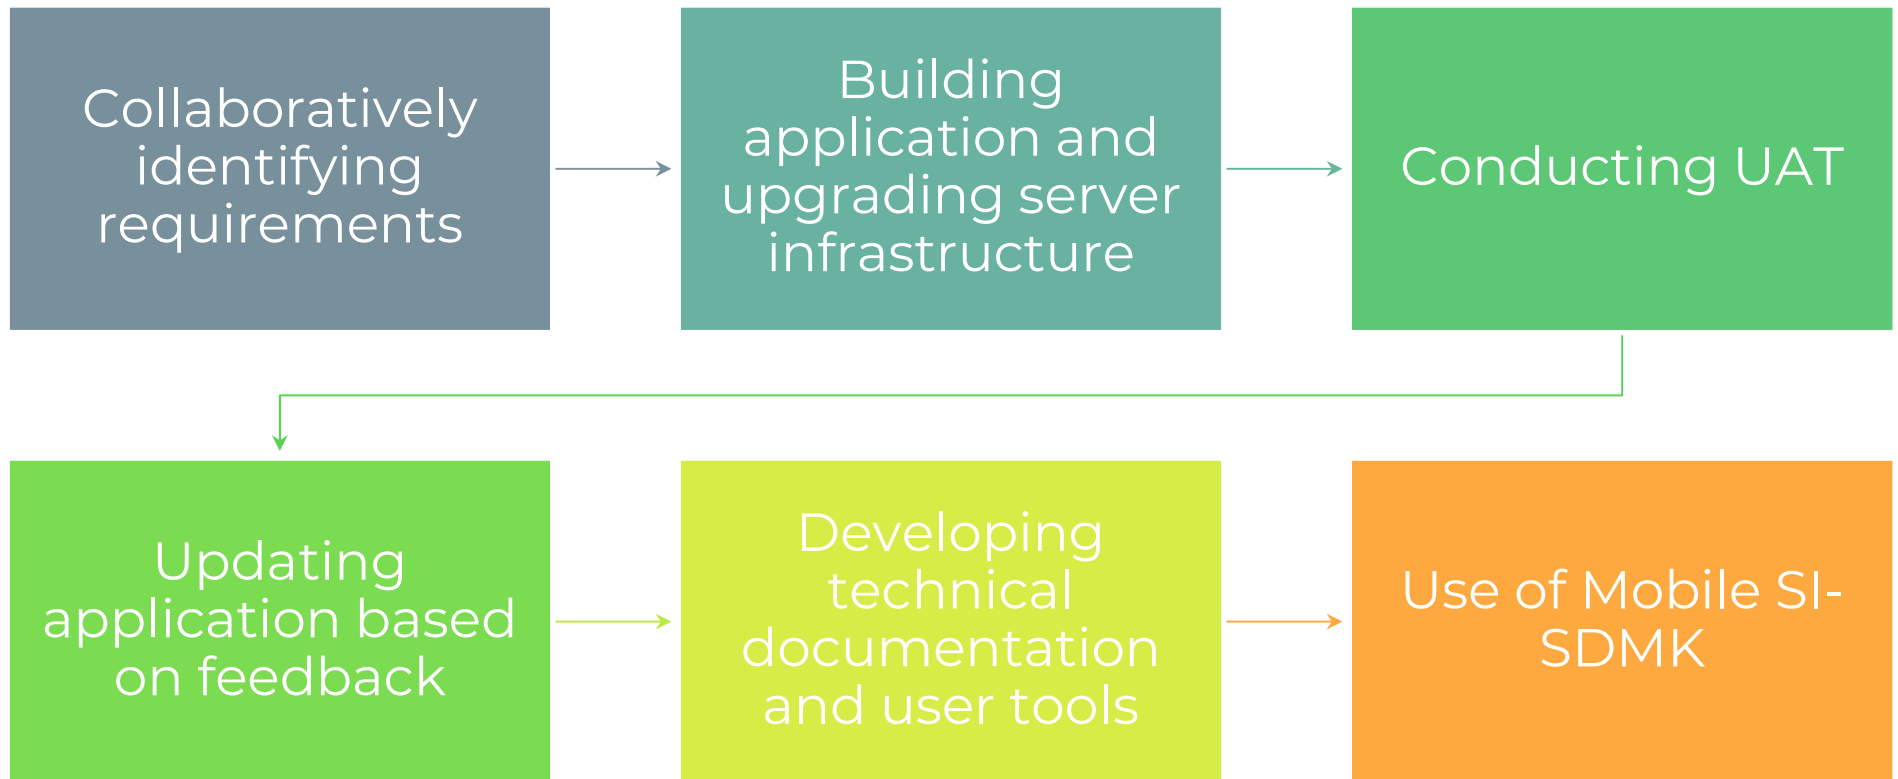 Collaboratively
identifying
requirements
Building
application and
upgrading server
infrastructure
Conducting UAT
Updating
application based
on feedback
Developing
technical
documentation
and user tools
Use of Mobile SI-
SDMK